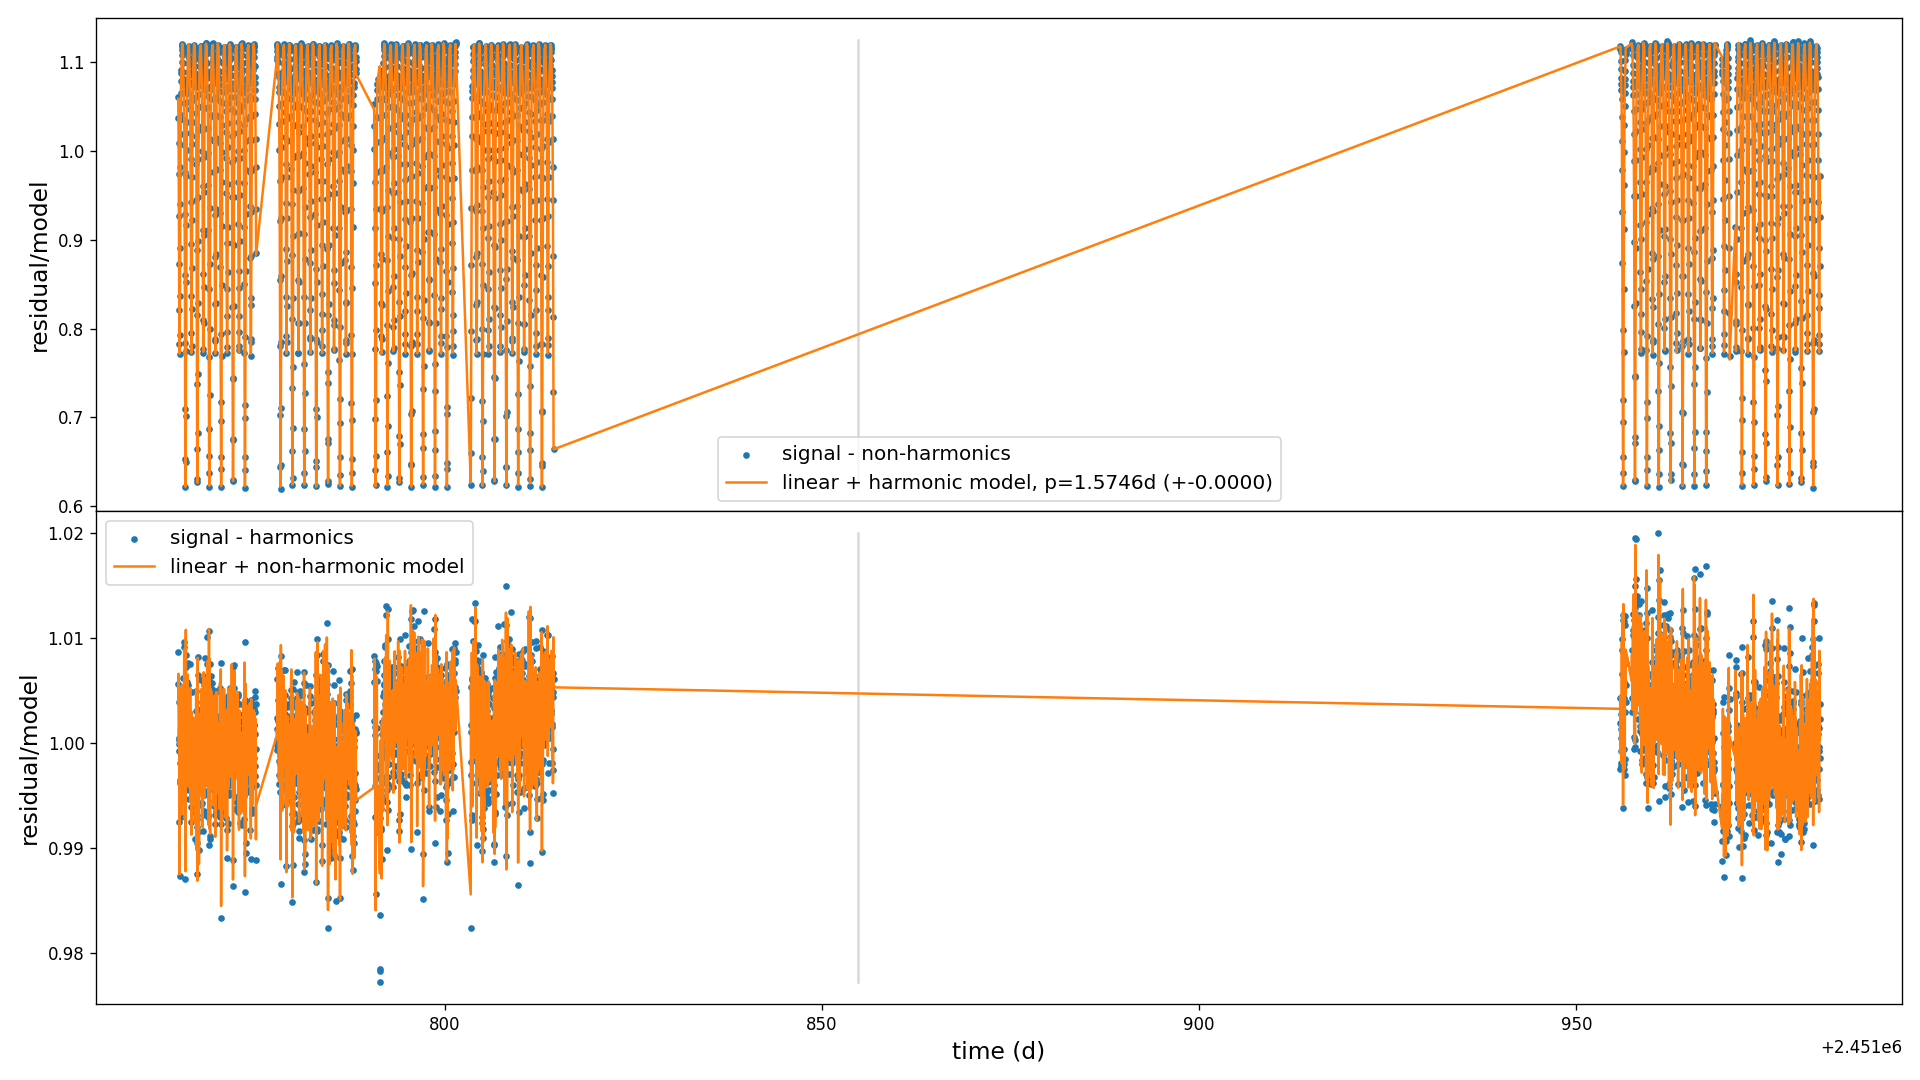 1.1
1.0
0.9
0.8
0.7
0.6
residual/model
signal - non-harmonics
linear + harmonic model, p=1.5746d (+-0.0000)
1.02
1.01
1.00
0.99
0.98
residual/model
signal - harmonics
linear + non-harmonic model
800
850
900
950
time (d)
+2.451e6